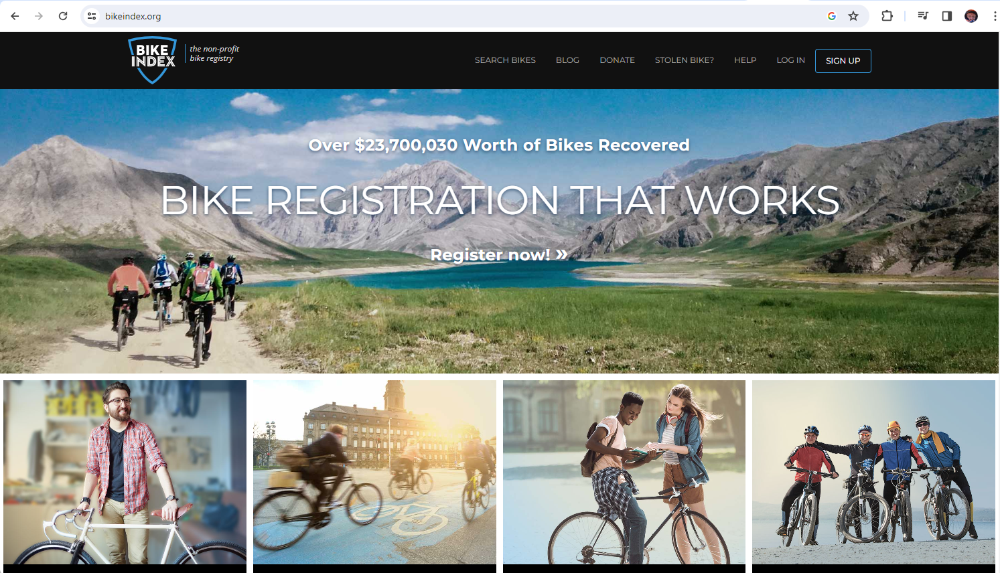 bikeindex.org
BIKE
INDEX
the non-profit
bike registry
SEARCH BIKES
BLOG
DONATE
STOLEN BIKE?
HELP
LOG IN
SIGN UP
Over $23,700,030 Worth of Bikes Recovered
BIKE REGISTRATION THAT WORKS
Register now! »